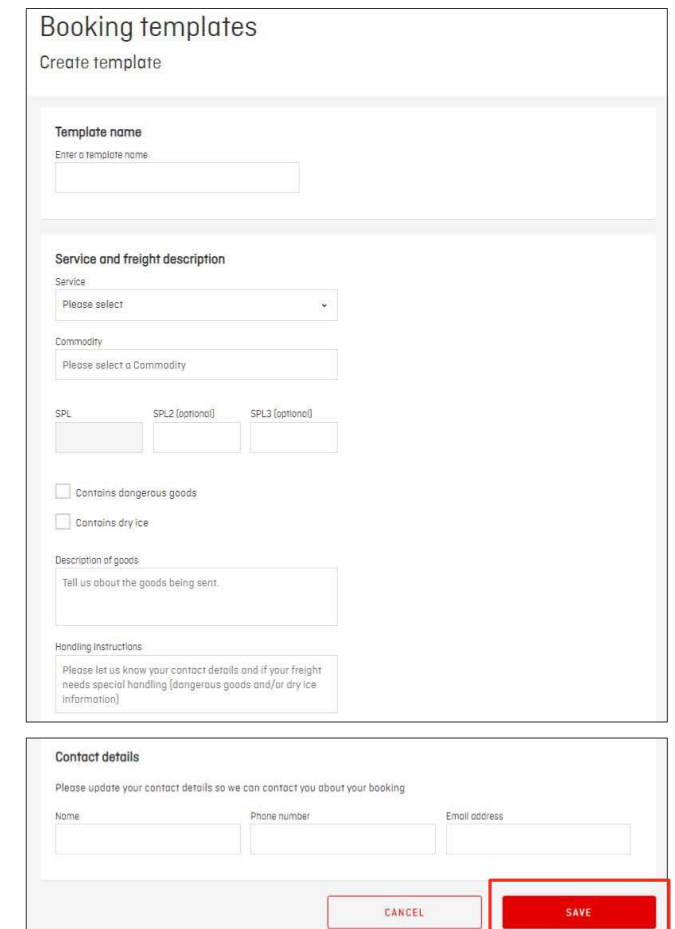 Booking templates
Create template
Template name
Enter a template name
Service and freight description
Service
Please select
Commodity
Please select a Commodity
SPL SPL2 (optional) SPL3 (optional)
Contains dangerous goods
Contains dry ice
Description of goods
Tell us about the goods being sent.
Handling instructions
Please let us know your contact details and if your freight
needs special handling (dangerous goods and/or dry ice
information)
Contact details
Please update your contact details so we can contact you about your booking
Name Phone number Email address
CANCEL SAVE